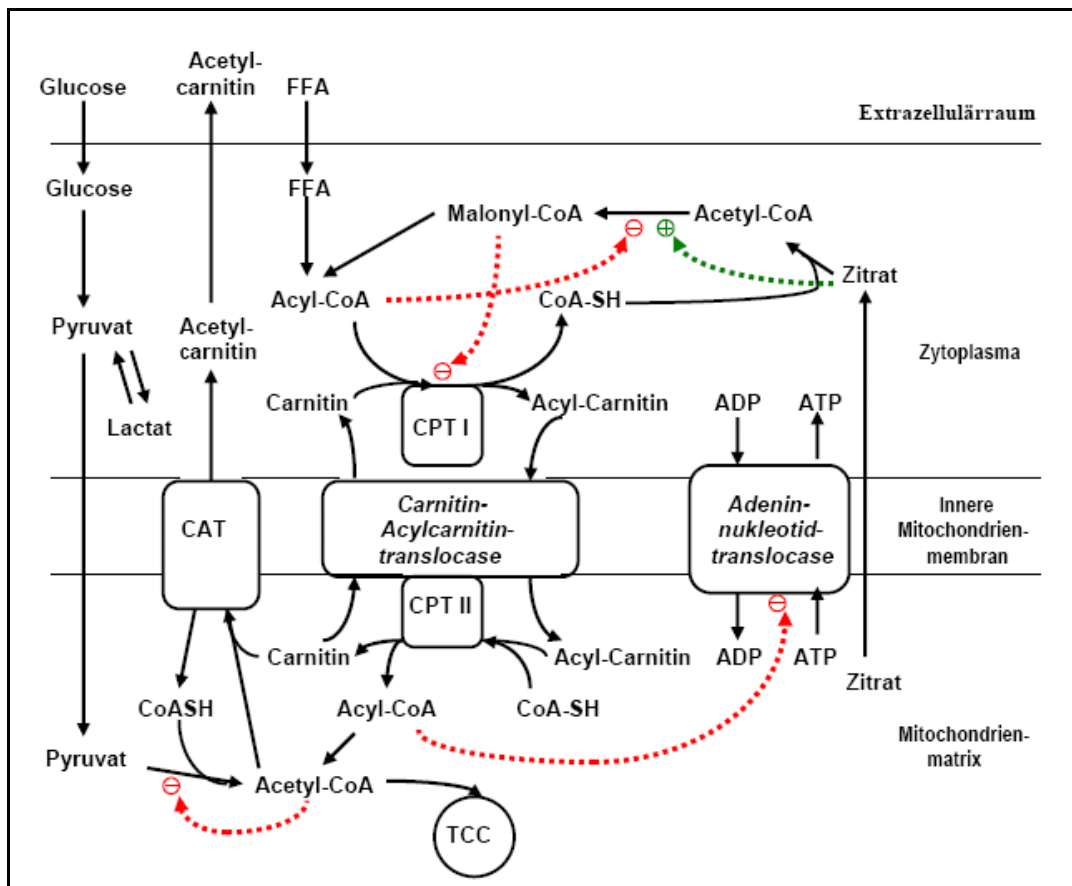 Acetyl-
carnitin
Glucose
FFA
Extrazellulärraum
Glucose
FFA
Malonyl-CoA
Acetyl-CoA
Zitrat
Acyl-CoA
CoA-SH
Pyruvat
Acetyl-
carnitin
Zytoplasma
Carnitin
Acyl-Carnitin
ADP
ATP
Lactat
CPT I
CAT
Carnitin-
Acylcarnitin-
translocase
Adenin-
nukleotid-
translocase
Innere
Mitochondrien-
membran
CPT II
Carnitin
Acyl-Carnitin
ADP
ATP
Zitrat
CoASH
Acyl-CoA
CoA-SH
Mitochondrien-
matrix
Pyruvat
Acetyl-CoA
TCC